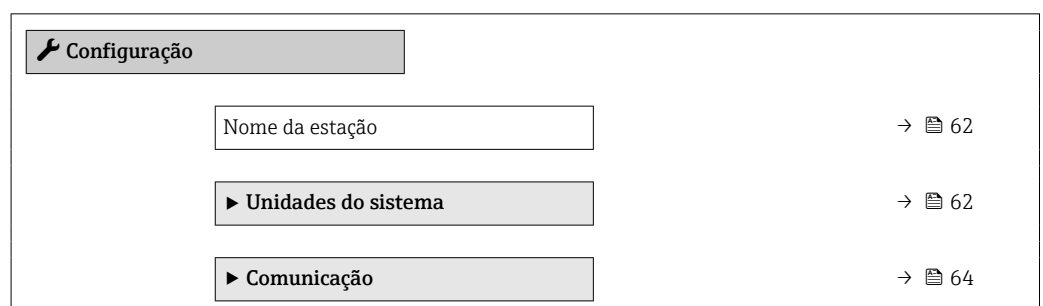 Configuração
Nome da estação → 62
▶ Unidades do sistema → 62
▶ Comunicação → 64